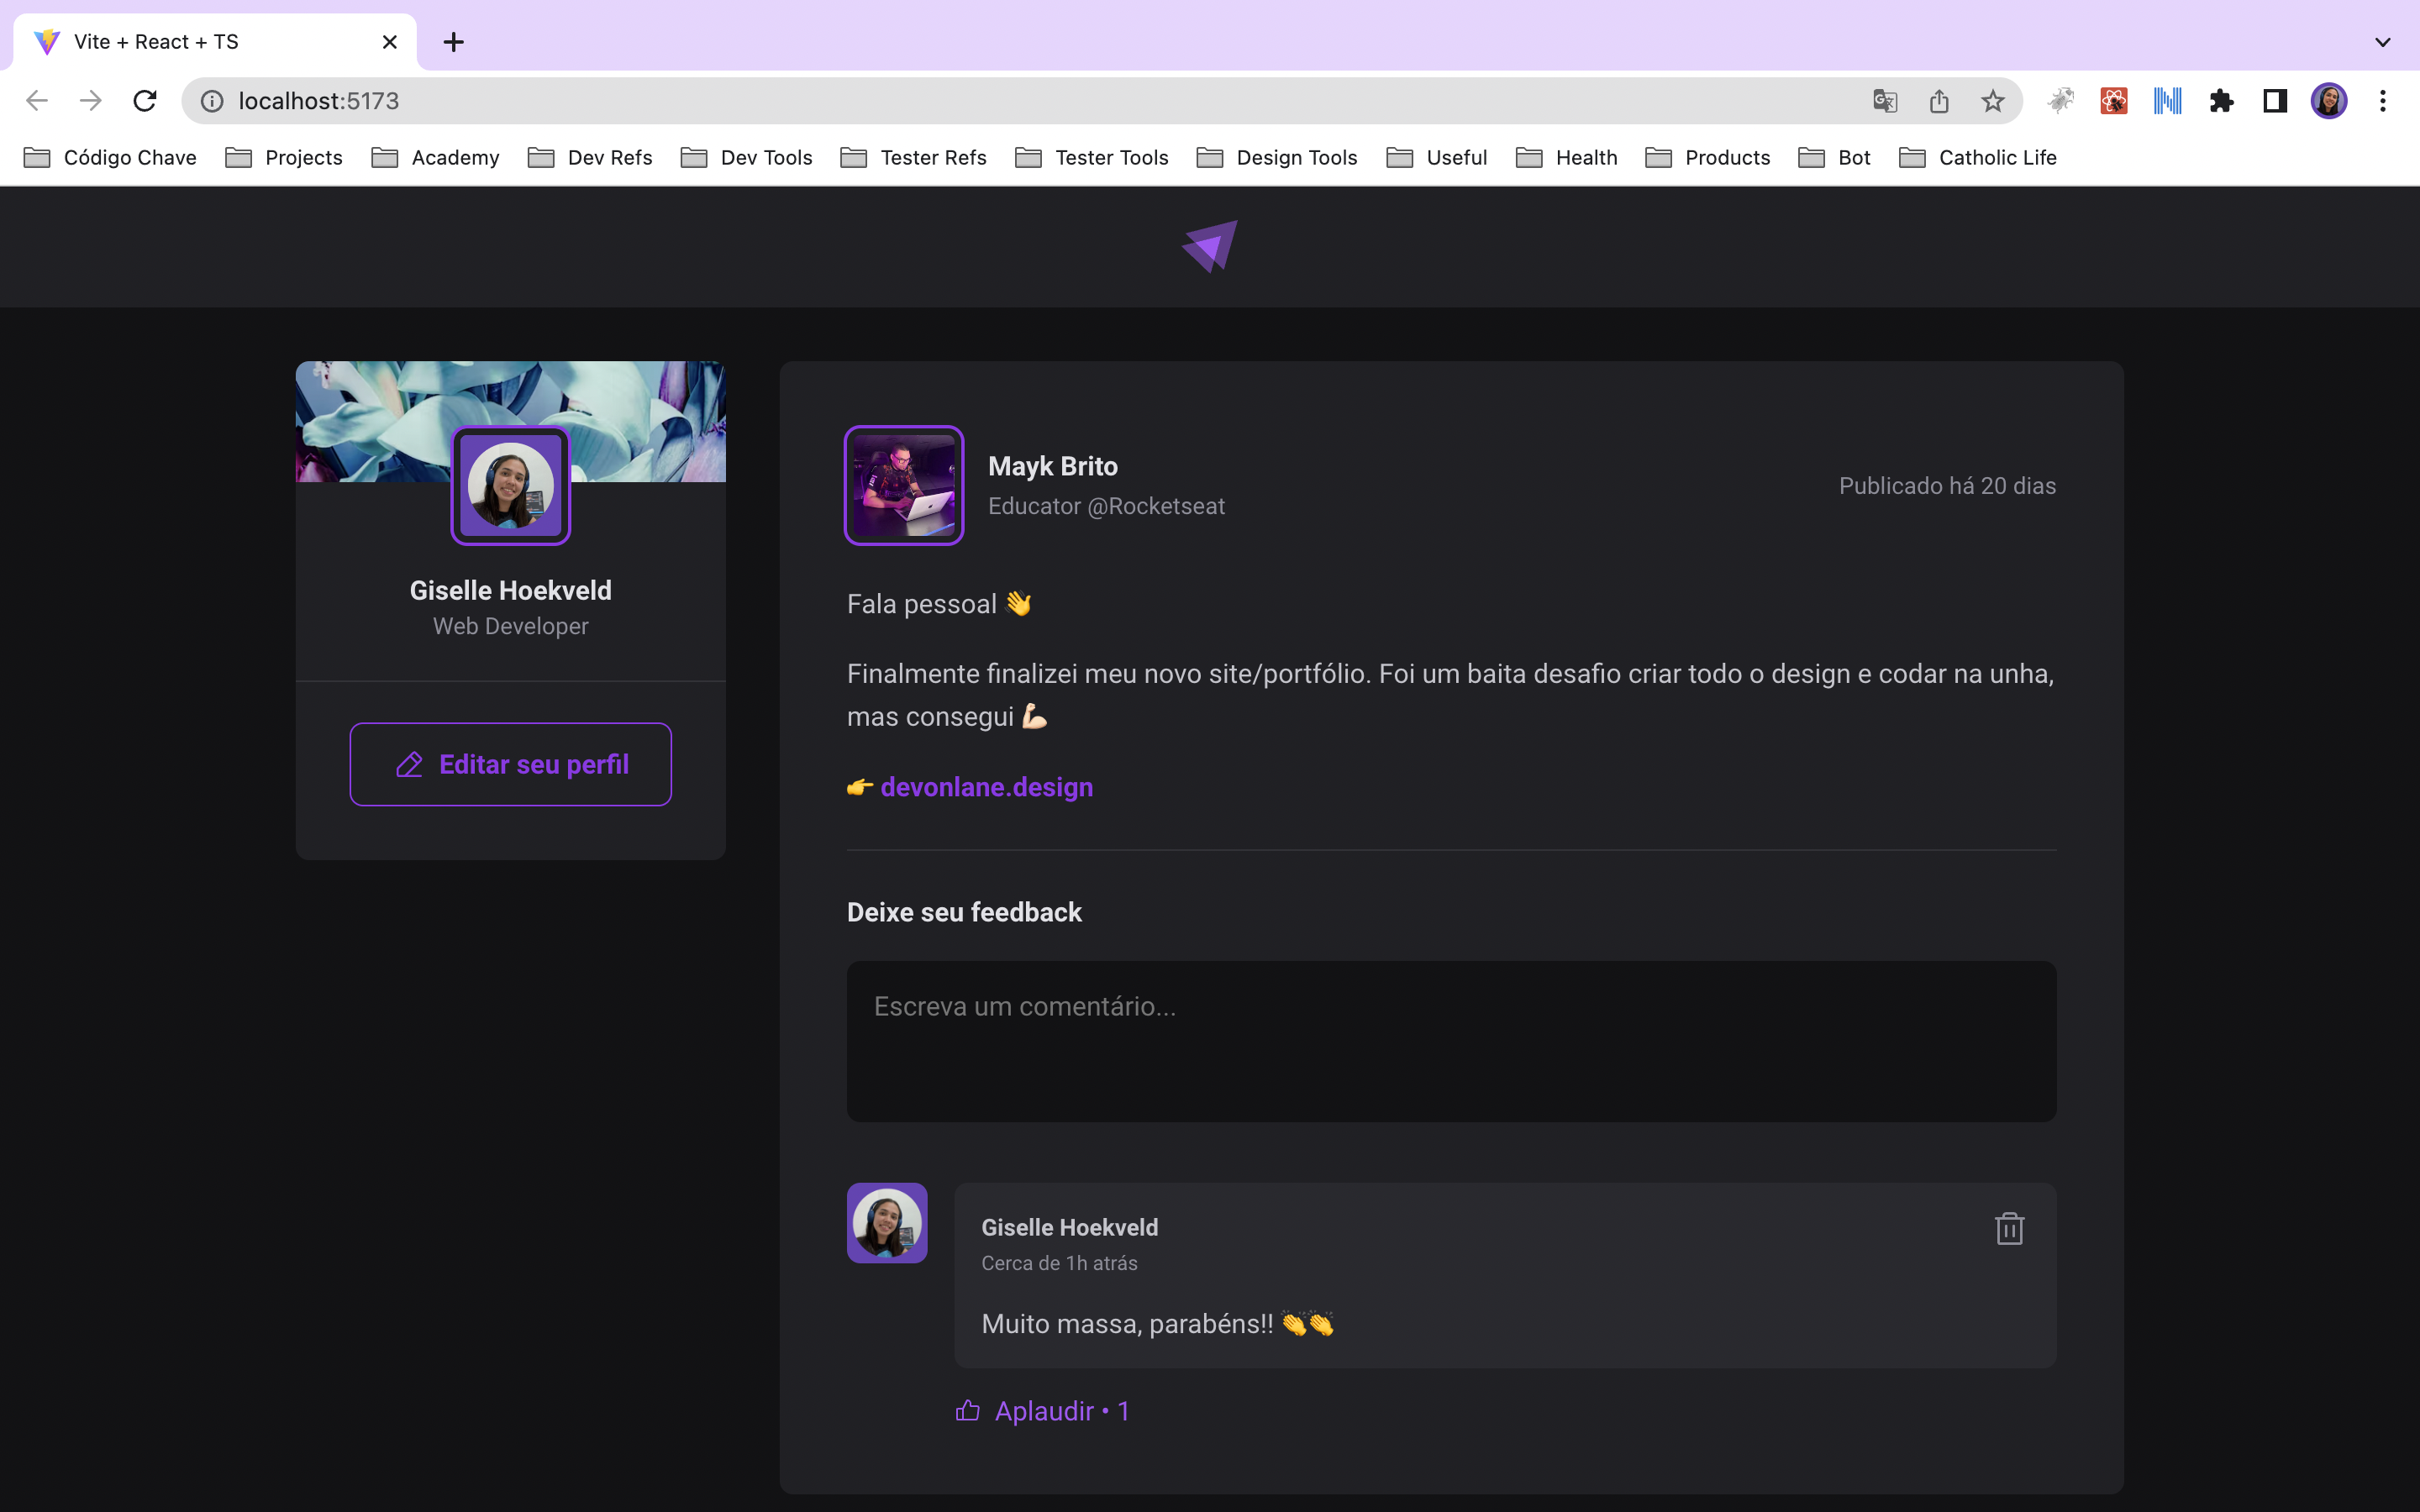 Vite + React + TS
localhost:5173
Código Chave Projects Academy Dev Refs Dev Tools Tester Refs Tester Tools Design Tools Useful Health Products Bot Catholic Life
Giselle Hoekveld
Web Developer
Editar seu perfil
Mayk Brito
Educator @Rocketseat
Publicado há 20 dias
Fala pessoal 👋
Finalmente finalizei meu novo site/portfólio. Foi um baita desafio criar todo o design e codar na unha,
mas consegui 💪🏻
👉 devonlane.design
Deixe seu feedback
Escreva um comentário...
Giselle Hoekveld
Cerca de 1h atrás
Muito massa, parabéns!! 👏👏
Aplaudir • 1